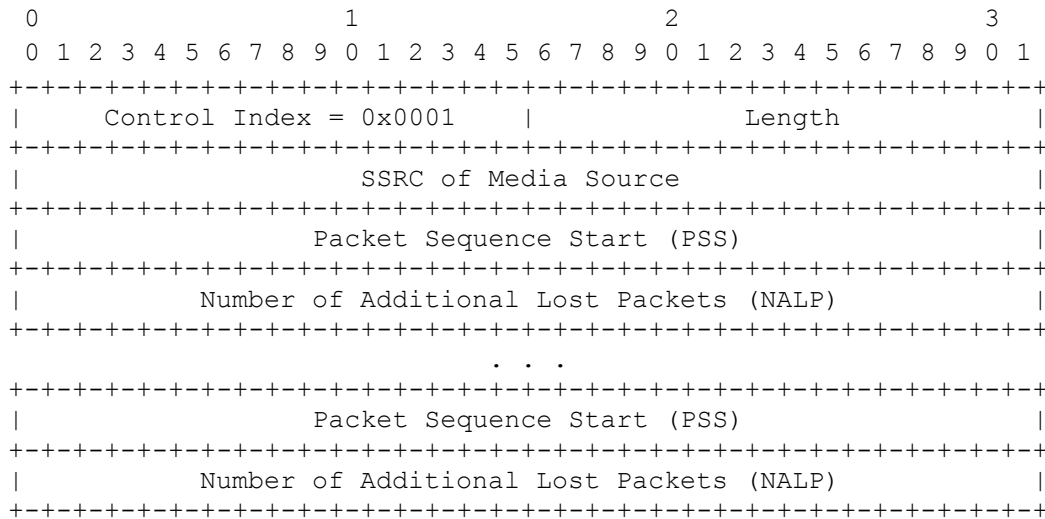 0                   1                   2                   3
0 1 2 3 4 5 6 7 8 9 0 1 2 3 4 5 6 7 8 9 0 1 2 3 4 5 6 7 8 9 0 1
+-+-+-+-+-+-+-+-+-+-+-+-+-+-+-+-+-+-+-+-+-+-+-+-+-+-+-+-+-+-+-+-+
|     Control Index = 0x0001    |             Length            |
+-+-+-+-+-+-+-+-+-+-+-+-+-+-+-+-+-+-+-+-+-+-+-+-+-+-+-+-+-+-+-+-+
|                     SSRC of Media Source                      |
+-+-+-+-+-+-+-+-+-+-+-+-+-+-+-+-+-+-+-+-+-+-+-+-+-+-+-+-+-+-+-+-+
|                  Packet Sequence Start (PSS)                  |
+-+-+-+-+-+-+-+-+-+-+-+-+-+-+-+-+-+-+-+-+-+-+-+-+-+-+-+-+-+-+-+-+
|           Number of Additional Lost Packets (NALP)            |
+-+-+-+-+-+-+-+-+-+-+-+-+-+-+-+-+-+-+-+-+-+-+-+-+-+-+-+-+-+-+-+-+
. . .
+-+-+-+-+-+-+-+-+-+-+-+-+-+-+-+-+-+-+-+-+-+-+-+-+-+-+-+-+-+-+-+-+
|                  Packet Sequence Start (PSS)                  |
+-+-+-+-+-+-+-+-+-+-+-+-+-+-+-+-+-+-+-+-+-+-+-+-+-+-+-+-+-+-+-+-+
|           Number of Additional Lost Packets (NALP)            |
+-+-+-+-+-+-+-+-+-+-+-+-+-+-+-+-+-+-+-+-+-+-+-+-+-+-+-+-+-+-+-+-+